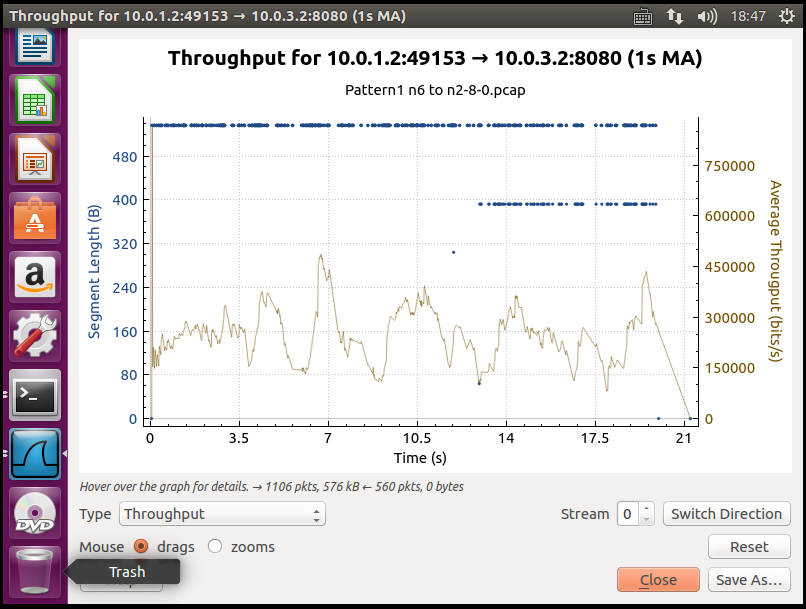 Throughput for 10.0.1.2:49153 → 10.0.3.2:8080 (1s MA)
18:47
Throughput for 10.0.1.2:49153 → 10.0.3.2:8080 (1s MA)
Pattern1 n6 to n2-8-0.pcap
Segment Length (B)
480
400
320
240
160
80
0
750000
600000
450000
300000
150000
0
Average Througput (bits/s)
0 3.5 7 10.5 14 17.5 21
Time (s)
Hover over the graph for details. → 1106 pkts, 576 kB ← 560 pkts, 0 bytes
Type Throughput Stream 0 Switch Direction
Mouse drags zooms Reset
Trash
Close Save As…
A
a
>_
DVD